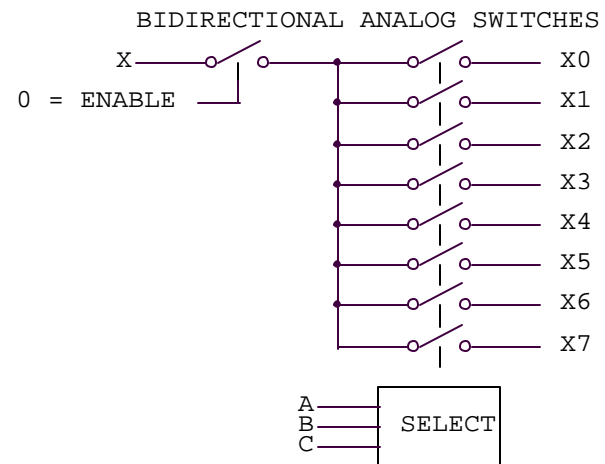 BIDIRECTIONAL ANALOG SWITCHES
X
X0
0 = ENABLE
X1
X2
X3
X4
X5
X6
X7
A
B
C
SELECT